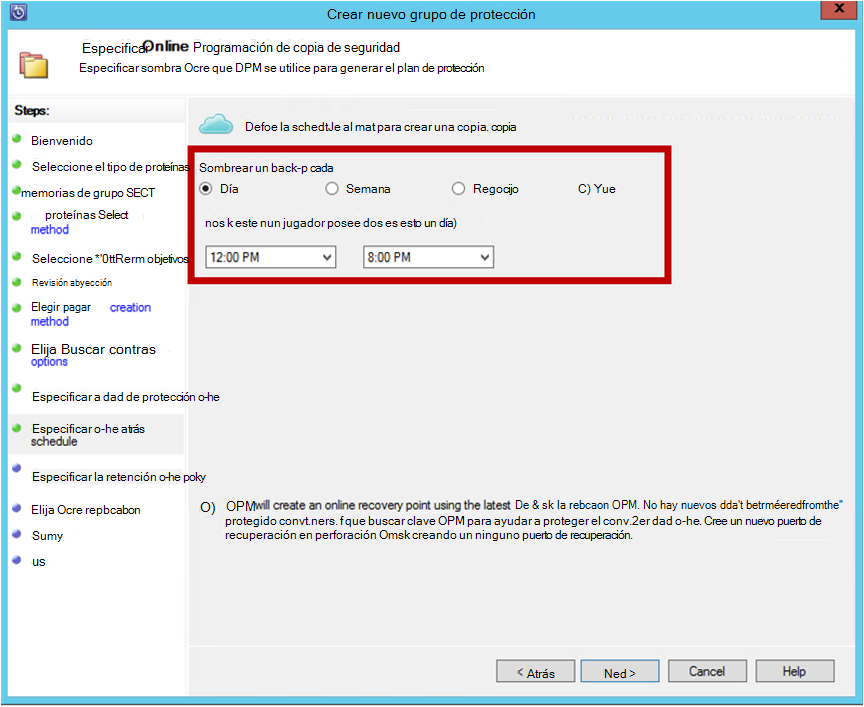 Crear nuevo grupo de protección
x
Especificar Online Programación de copia de seguridad
Especificar sombra Ocre que DPM se utilice para generar el plan de protección
Steps:
Bienvenido
Seleccione el tipo de proteínas
memorias de grupo SECT
proteínas Select
method
Seleccione *'0ttRerm objetivos
Revisión abyección
Elegir pagar creation
method
Elija Buscar contras
options
Especificar a dad de protección o-he
Especificar o-he atrás
schedule
Especificar la retención o-he poky
Elija Ocre repbcabon
Sumy
us
Defoe la schedtJe al mat para crear una copia. copia
Sombrear un back-p cada
Día
Semana
Regocijo
C) Yue
nos k este nun jugador posee dos es esto un día)
12:00 PM
8:00 PM
O) OPMwill create an online recovery point using the latest De & sk la rebcaon OPM. No hay nuevos dda't betrméeredfromthe"
protegido convt.ners. f que buscar clave OPM para ayudar a proteger el conv.2er dad o-he. Cree un nuevo puerto de
recuperación en perforación Omsk creando un ninguno puerto de recuperación.
< Atrás
Ned >
Cancel
Help